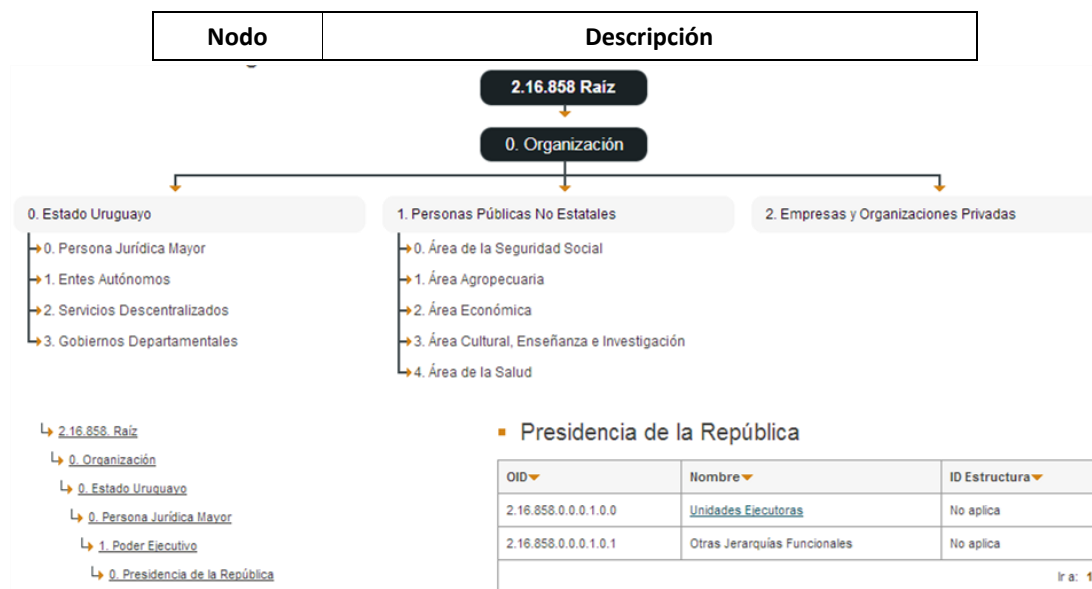 Nodo Descripción
2.16.858 Raíz
0. Organización
0. Estado Uruguayo 1. Personas Públicas No Estatales 2. Empresas y Organizaciones Privadas
0. Persona Jurídica Mayor 0. Área de la Seguridad Social
1. Entes Autónomos 1. Área Agropecuaria
2. Servicios Descentralizados 2. Área Económica
3. Gobiernos Departamentales 3. Área Cultural, Enseñanza e Investigación
4. Área de la Salud
2.16.858. Raíz
0. Organización
0. Estado Uruguayo
0. Persona Jurídica Mayor
1. Poder Ejecutivo
0. Presidencia de la República
Presidencia de la República
OID Nombre ID Estructura
2.16.858.0.0.0.1.0.0 Unidades Ejecutoras No aplica
2.16.858.0.0.0.1.0.1 Otras Jerarquías Funcionales No aplica
Ir a: 1